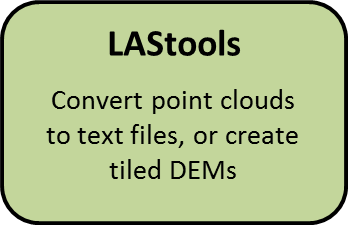 LAStools
Convert point clouds
to text files, or create
tiled DEMs